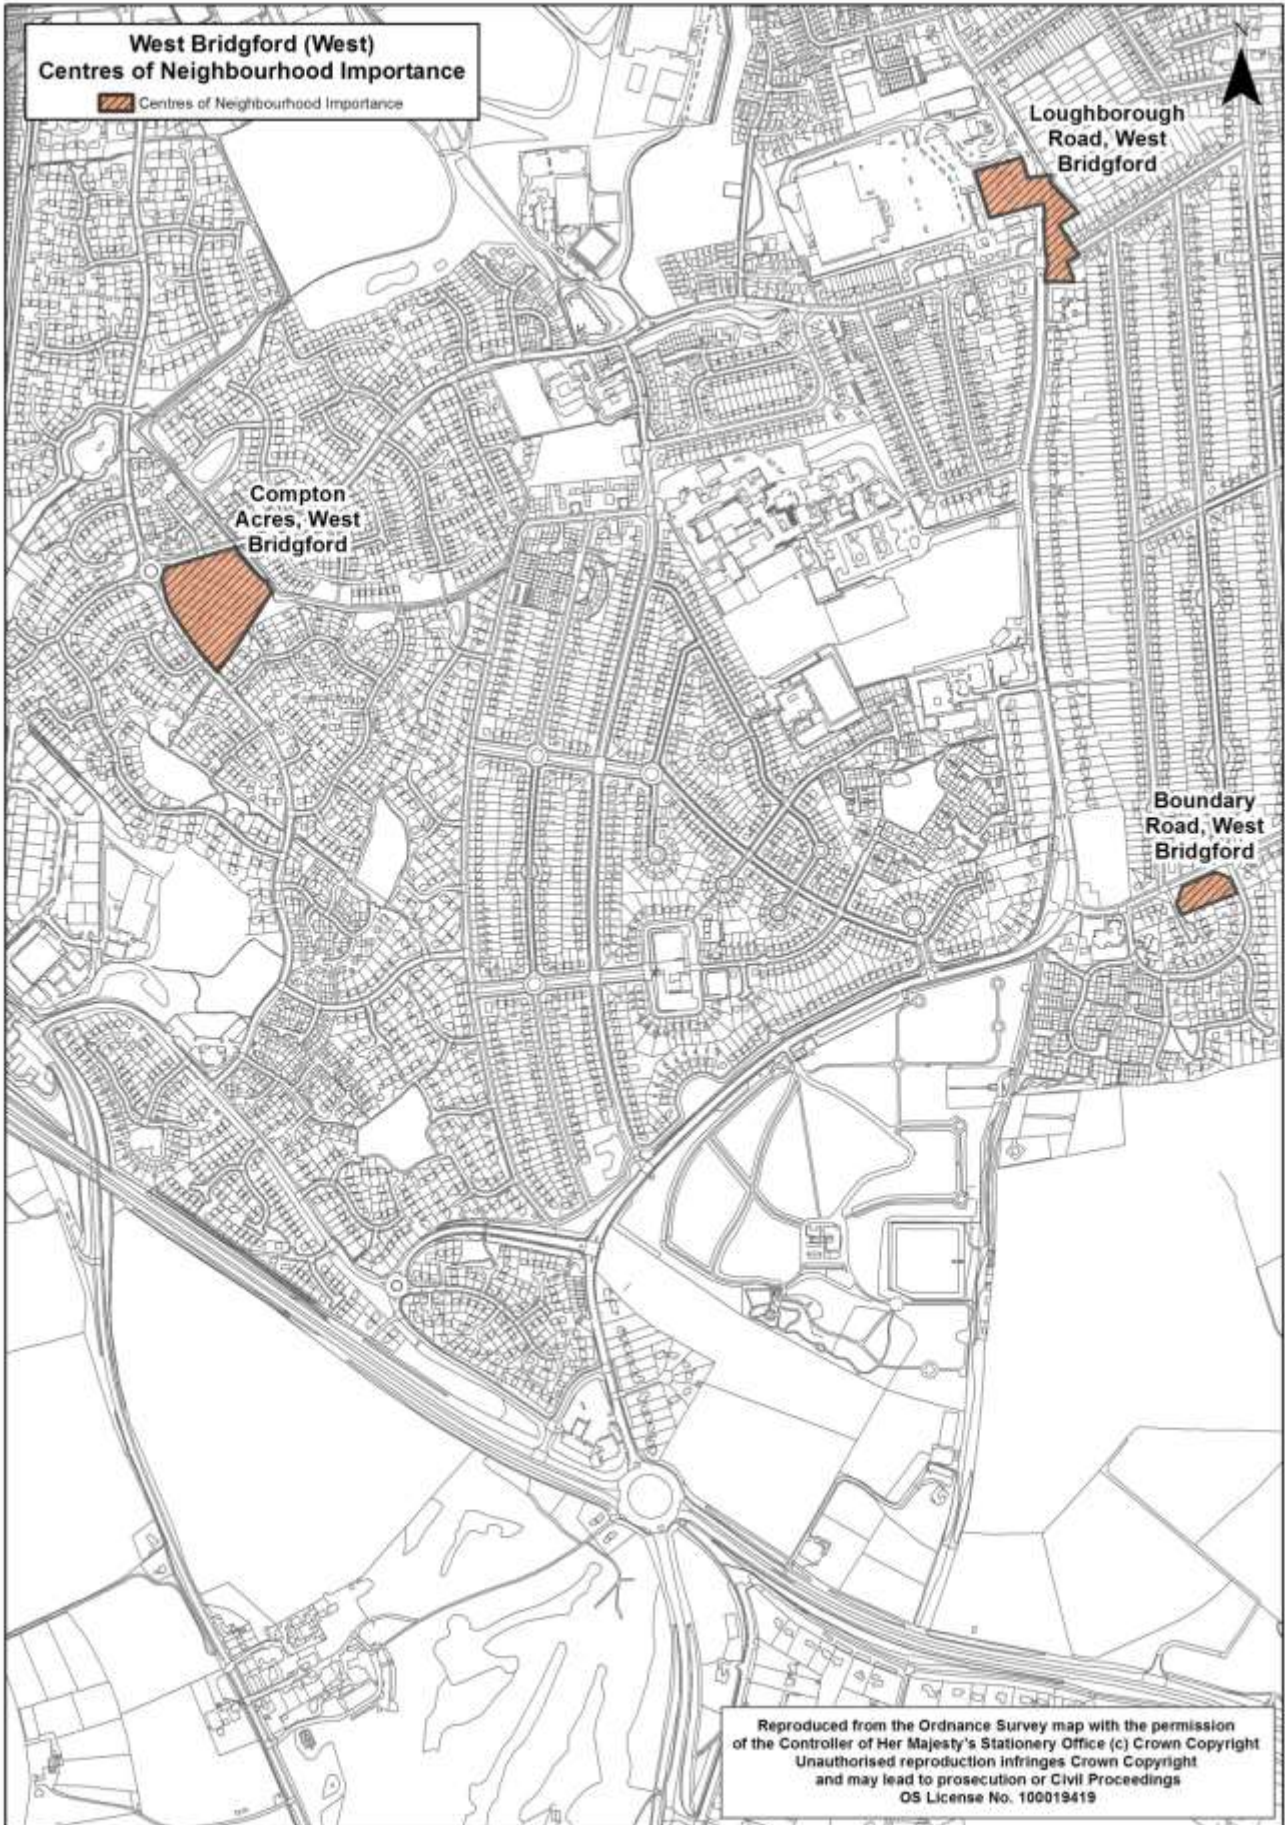 West Bridgford (West)
Centres of Neighbourhood Importance
Centres of Neighbourhood Importance
N
Loughborough
Road, West
Bridgford
Compton
Acres, West
Bridgford
Boundary
Road, West
Bridgford
Reproduced from the Ordnance Survey map with the permission
of the Controller of Her Majesty's Stationery Office (c) Crown Copyright
Unauthorised reproduction infringes Crown Copyright
and may lead to prosecution or Civil Proceedings
OS License No. 100019419